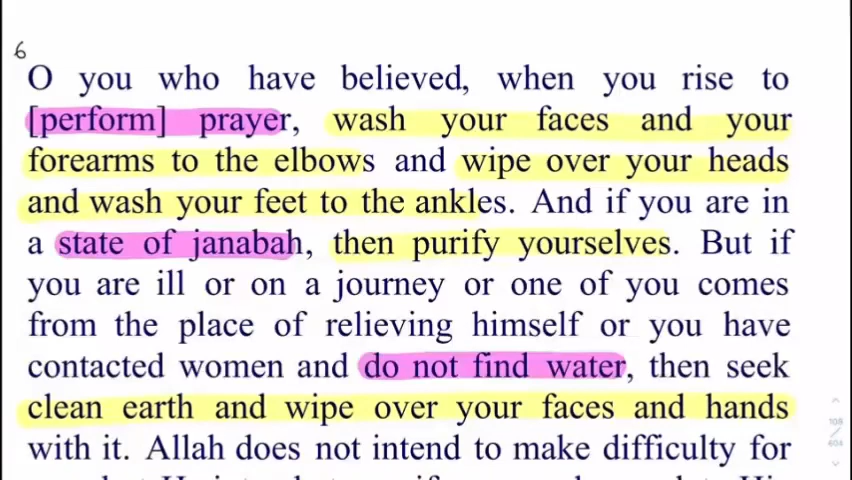 6
O you who have believed, when you rise to
[perform] prayer, wash your faces and your
forearms to the elbows and wipe over your heads
and wash your feet to the ankles. And if you are in
a state of janabah, then purify yourselves. But if
you are ill or on a journey or one of you comes
from the place of relieving himself or you have
contacted women and do not find water, then seek
clean earth and wipe over your faces and hands
with it. Allah does not intend to make difficulty for
108
604